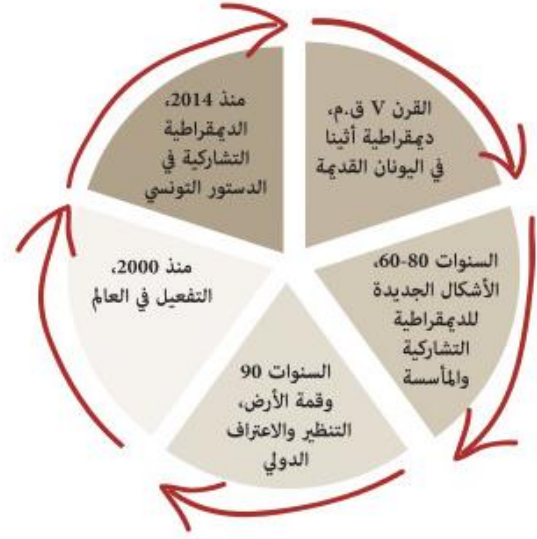 القرن V ق.م،
ديمقراطية أثينا
في اليونان القديمة
السنوات 80-60،
الأشكال الجديدة
للديمقراطية
التشاركية
والمأسسة
السنوات 90
وقمة الأرض،
التنظير والاعتراف
الدولي
منذ 2000،
التفعيل في العالم
منذ 2014،
الديمقراطية
التشاركية في
الدستور التونسي